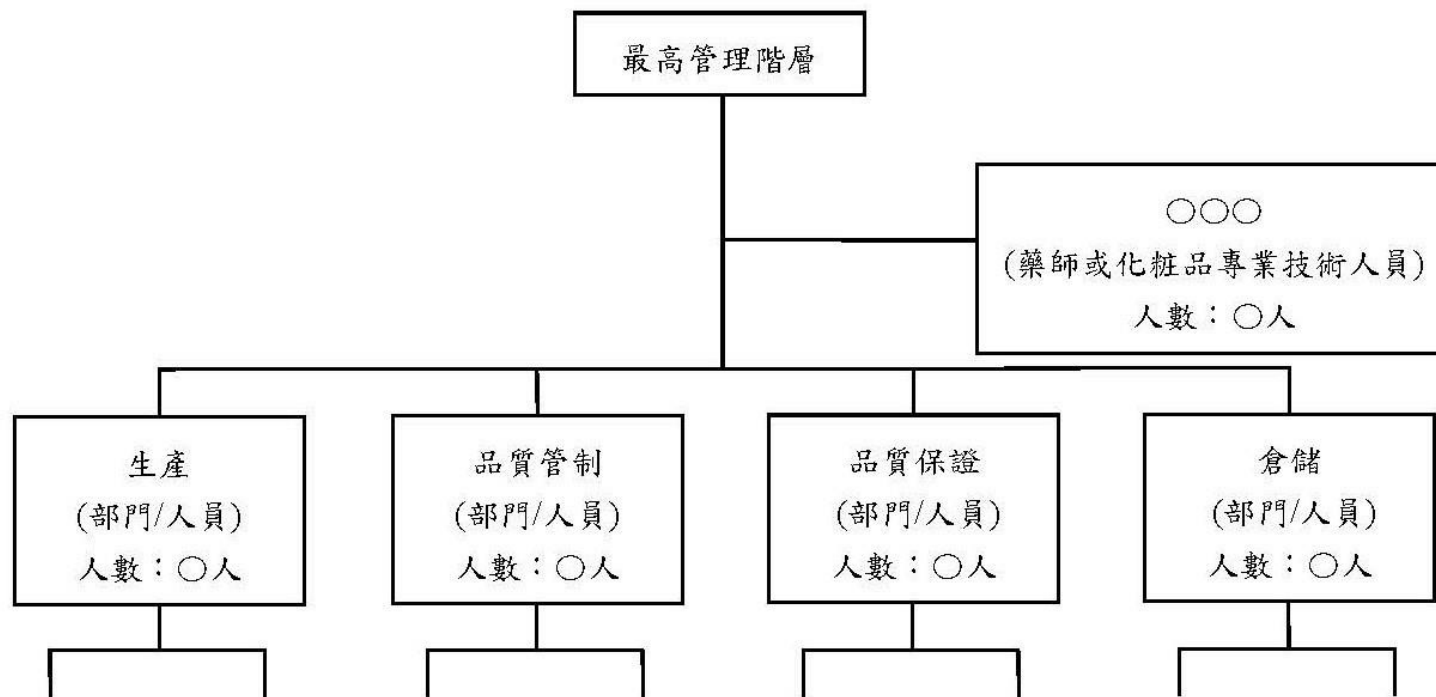 最高管理階層
○○○
(藥師或化粧品專業技術人員)
人數：○人
生產
(部門/人員)
人數：○人
品質管制
(部門/人員)
人數：○人
品質保證
(部門/人員)
人數：○人
倉儲
(部門/人員)
人數：○人